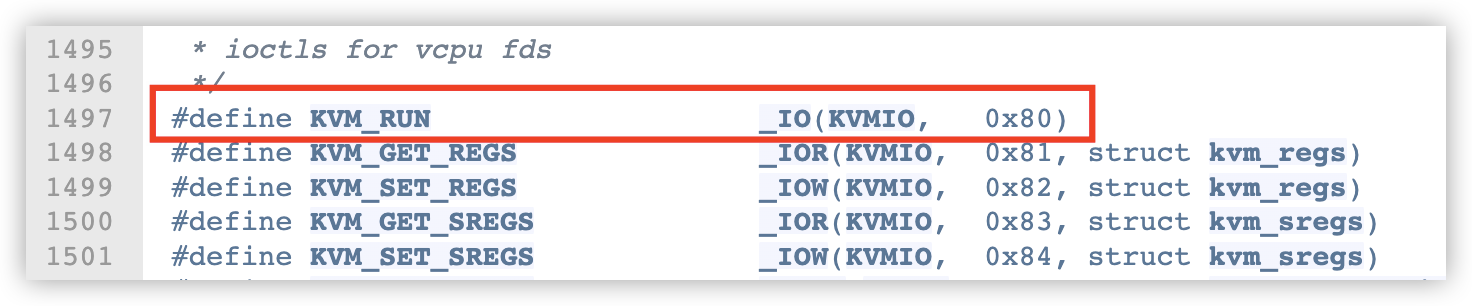 1495 * ioctls for vcpu fds
1496 */
1497 #define KVM_RUN _IO(KVMIO, 0x80)
1498 #define KVM_GET_REGS _IOR(KVMIO, 0x81, struct kvm_regs)
1499 #define KVM_SET_REGS _IOW(KVMIO, 0x82, struct kvm_regs)
1500 #define KVM_GET_SREGS _IOR(KVMIO, 0x83, struct kvm_sregs)
1501 #define KVM_SET_SREGS _IOW(KVMIO, 0x84, struct kvm_sregs)